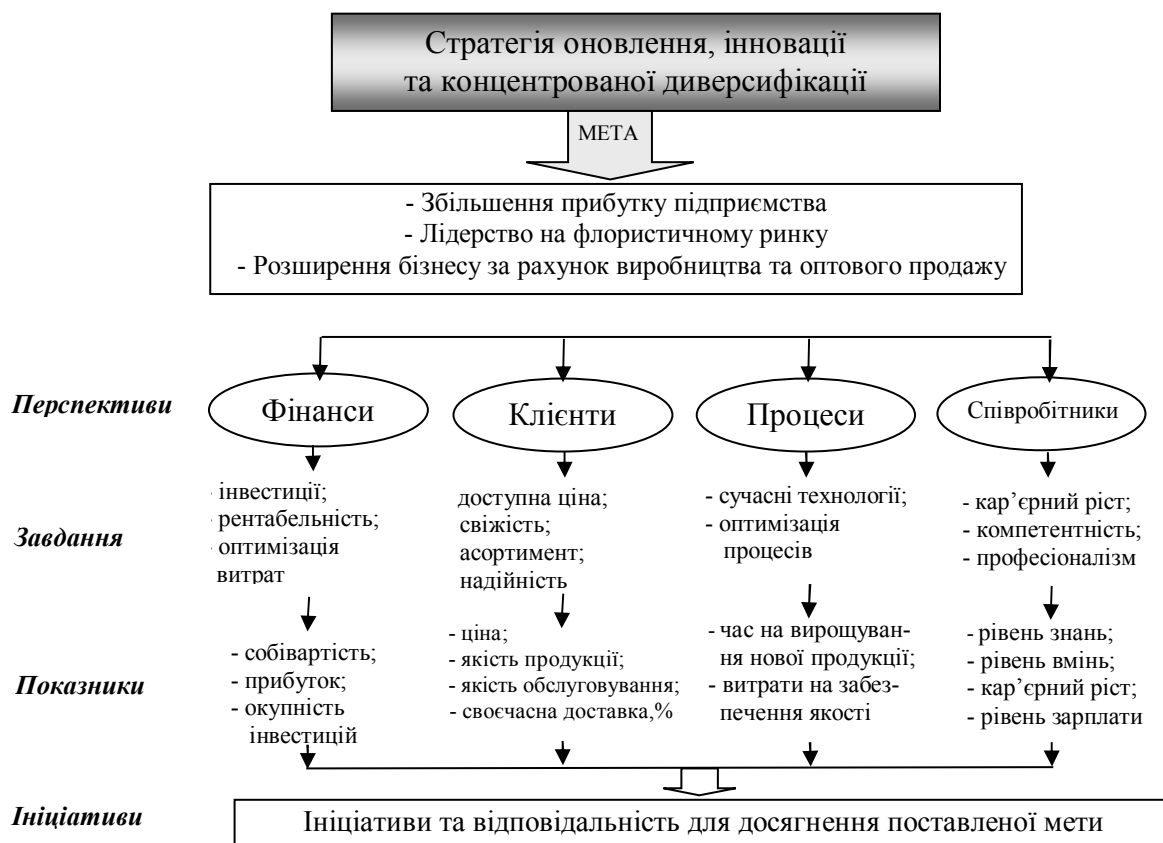 Стратегія оновлення, інновації
та концентрованої диверсифікації
МЕТА
- Збільшення прибутку підприємства
- Лідерство на флористичному ринку
- Розширення бізнесу за рахунок виробництва та оптового продажу
Перспективи
Фінанси
Клієнти
Процеси
Співробітники
Завдання
- інвестиції;
- рентабельність;
- оптимізація
витрат
доступна ціна;
свіжість;
асортимент;
надійність
- сучасні технології;
- оптимізація
процесів
- кар’єрний ріст;
- компетентність;
- професіоналізм
Показники
- собівартість;
- прибуток;
- окупність
інвестицій
- ціна;
- якість продукції;
- якість обслуговування;
- своєчасна доставка,%
- час на вирощуван-
ня нової продукції;
- витрати на забез-
печення якості
- рівень знань;
- рівень вмінь;
- кар’єрний ріст;
- рівень зарплати
Ініціативи
Ініціативи та відповідальність для досягнення поставленої мети